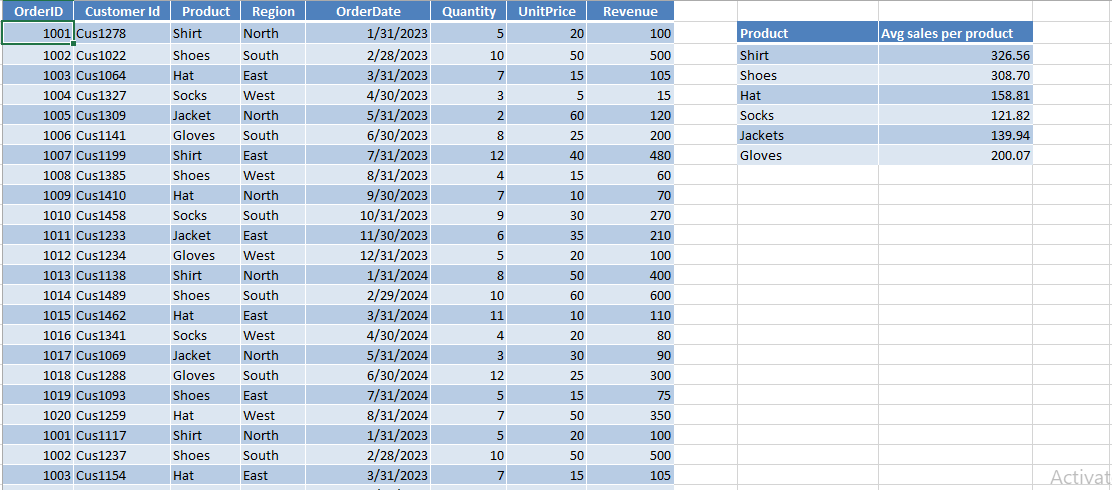 OrderID Customer Id Product Region OrderDate Quantity UnitPrice Revenue
1001 Cus1278 Shirt North 1/31/2023 5 20 100 Product Avg sales per product
1002 Cus1022 Shoes South 2/28/2023 10 50 500 Shirt 326.56
1003 Cus1064 Hat East 3/31/2023 7 15 105 Shoes 308.70
1004 Cus1327 Socks West 4/30/2023 3 5 15 Hat 158.81
1005 Cus1309 Jacket North 5/31/2023 2 60 120 Socks 121.82
1006 Cus1141 Gloves South 6/30/2023 8 25 200 Jackets 139.94
1007 Cus1199 Shirt East 7/31/2023 12 40 480 Gloves 200.07
1008 Cus1385 Shoes West 8/31/2023 4 15 60
1009 Cus1410 Hat North 9/30/2023 7 10 70
1010 Cus1458 Socks South 10/31/2023 9 30 270
1011 Cus1233 Jacket East 11/30/2023 6 35 210
1012 Cus1234 Gloves West 12/31/2023 5 20 100
1013 Cus1138 Shirt North 1/31/2024 8 50 400
1014 Cus1489 Shoes South 2/29/2024 10 60 600
1015 Cus1462 Hat East 3/31/2024 11 10 110
1016 Cus1341 Socks West 4/30/2024 4 20 80
1017 Cus1069 Jacket North 5/31/2024 3 30 90
1018 Cus1288 Gloves South 6/30/2024 12 25 300
1019 Cus1093 Shoes East 7/31/2024 5 15 75
1020 Cus1259 Hat West 8/31/2024 7 50 350
1001 Cus1117 Shirt North 1/31/2023 5 20 100
1002 Cus1237 Shoes South 2/28/2023 10 50 500
1003 Cus1154 Hat East 3/31/2023 7 15 105
Activat